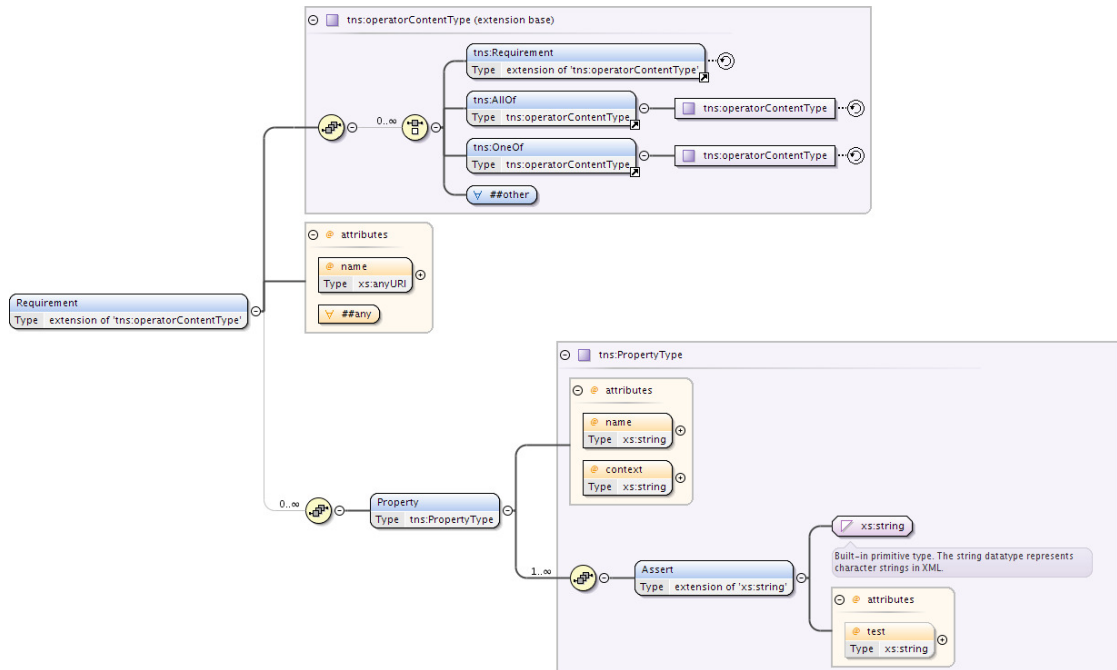 tns:operatorContentType (extension base)
tns:Requirement
Type extension of 'tns:operatorContentType'
tns:AllOf
Type tns:operatorContentType
tns:operatorContentType
0..∞
tns:OneOf
Type tns:operatorContentType
tns:operatorContentType
∀ ##other
@ attributes
@ name
Type xs:anyURI
∀ ##any
Requirement
Type extension of 'tns:operatorContentType'
tns:PropertyType
@ attributes
@ name
Type xs:string
@ context
Type xs:string
0..∞
Property
Type tns:PropertyType
xs:string
Built-in primitive type. The string datatype represents
character strings in XML.
1..∞
Assert
Type extension of 'xs:string'
@ attributes
@ test
Type xs:string